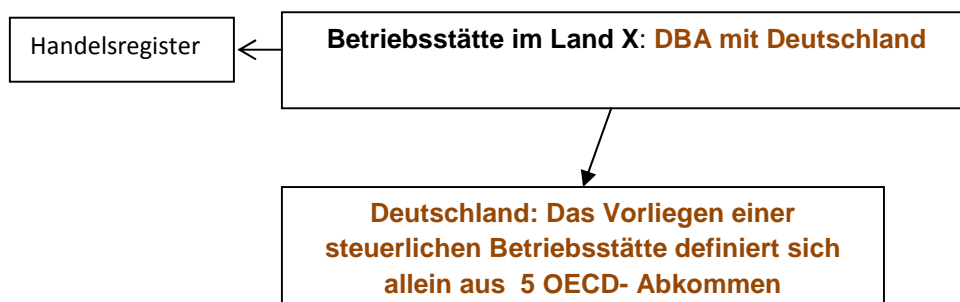 Handelsregister
Betriebsstätte im Land X: DBA mit Deutschland
Deutschland: Das Vorliegen einer
steuerlichen Betriebsstätte definiert sich
allein aus 5 OECD- Abkommen